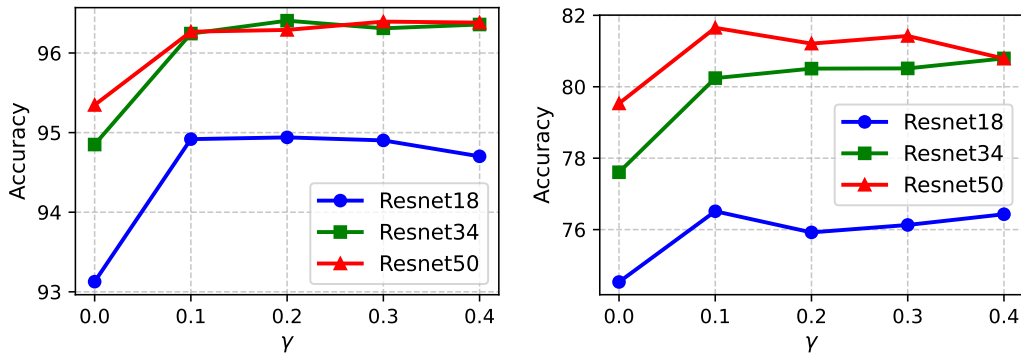 Accuracy
96
95
94
93
0.0 0.1 0.2 0.3 0.4
γ
Resnet18
Resnet34
Resnet50
Accuracy
82
80
78
76
0.0 0.1 0.2 0.3 0.4
γ
Resnet18
Resnet34
Resnet50